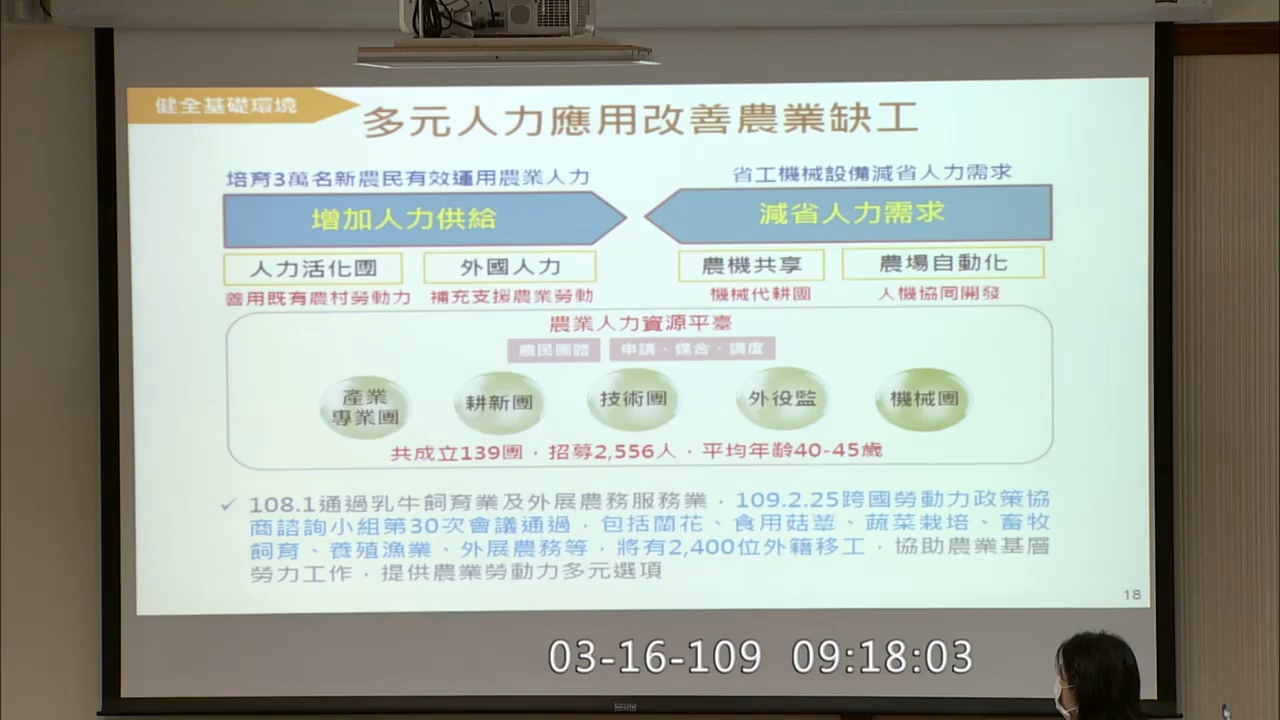 健全基礎環境
多元人力應用改善農業缺工
培育3萬名新農民有效運用農業人力
省工機械設備減省人力需求
增加人力供給
減省人力需求
人力活化團
外國人力
農機共享
農場自動化
善用既有農村勞動力
補充支援農業勞動
機械代耕團
人機協同開發
農業人力資源平臺
農民團體
申請、媒合、調度
產業
專業團
耕新團
技術團
外役監
機械團
共成立139團，招募2,556人，平均年齡40-45歲
✓ 108.1通過乳牛飼育業及外展農務服務業，109.2.25跨國勞動力政策協
商諮詢小組第30次會議通過，包括蘭花、食用菇蕈、蔬菜栽培、畜牧
飼育、養殖漁業、外展農務等，將有2,400位外籍移工，協助農業基層
勞力工作，提供農業勞動力多元選項
18
03-16-109 09:18:03